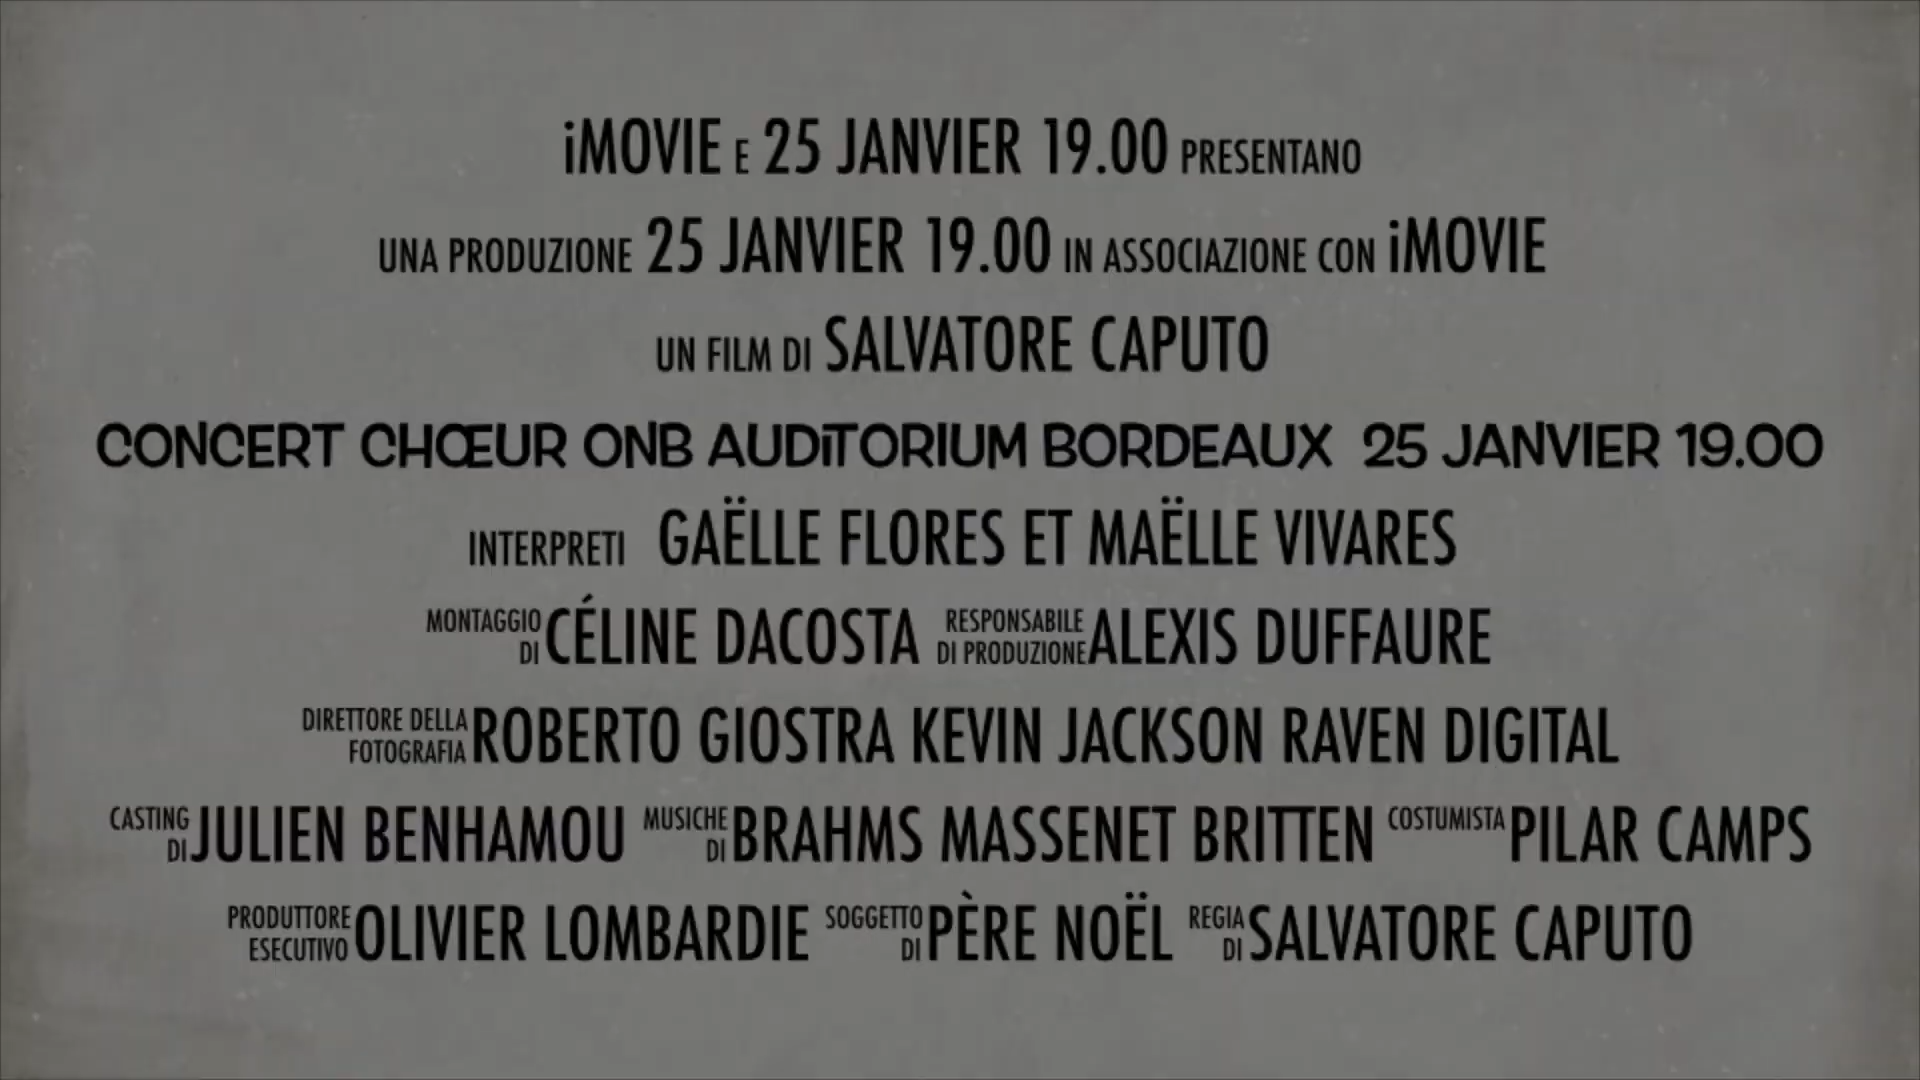 iMOVIE E 25 JANVIER 19.00 PRESENTANO
UNA PRODUZIONE 25 JANVIER 19.00 IN ASSOCIAZIONE CON iMOVIE
UN FILM DI SALVATORE CAPUTO
CONCERT CHŒUR ONB AUDITORIUM BORDEAUX 25 JANVIER 19.00
INTERPRETI GAËLLE FLORES ET MAËLLE VIVARES
MONTAGGIO DI CÉLINE DACOSTA RESPONSABILE DI PRODUZIONE ALEXIS DUFFAURE
DIRETTORE DELLA FOTOGRAFIA ROBERTO GIOSTRA KEVIN JACKSON RAVEN DIGITAL
CASTING DI JULIEN BENHAMOU MUSICHE DI BRAHMS MASSENET BRITTEN COSTUMISTA PILAR CAMPS
PRODUTTORE ESECUTIVO OLIVIER LOMBARDIE SOGGETTO DI PÈRE NOËL REGIA DI SALVATORE CAPUTO